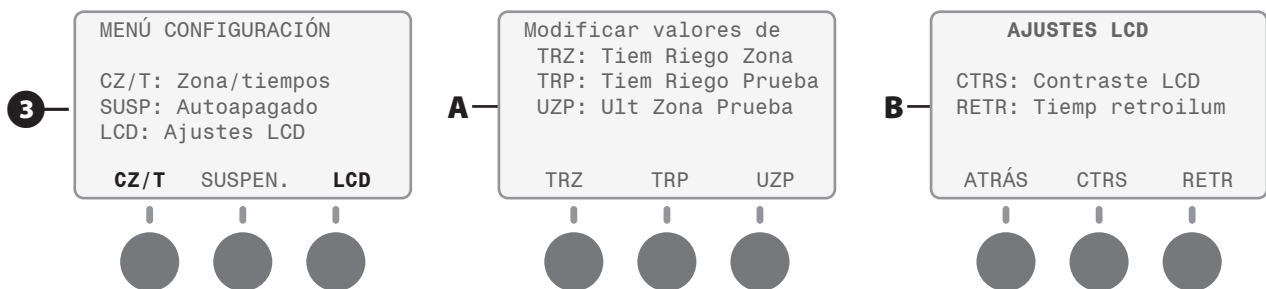 3
MENÚ CONFIGURACIÓN
CZ/T: Zona/tiempos
SUSP: Autoapagado
LCD: Ajustes LCD
CZ/T SUSPEN. LCD
A
Modificar valores de
TRZ: Tiem Riego Zona
TRP: Tiem Riego Prueba
UZP: Ult Zona Prueba
TRZ TRP UZP
B
AJUSTES LCD
CTRS: Contraste LCD
RETR: Tiemp retroilum
ATRÁS CTRS RETR